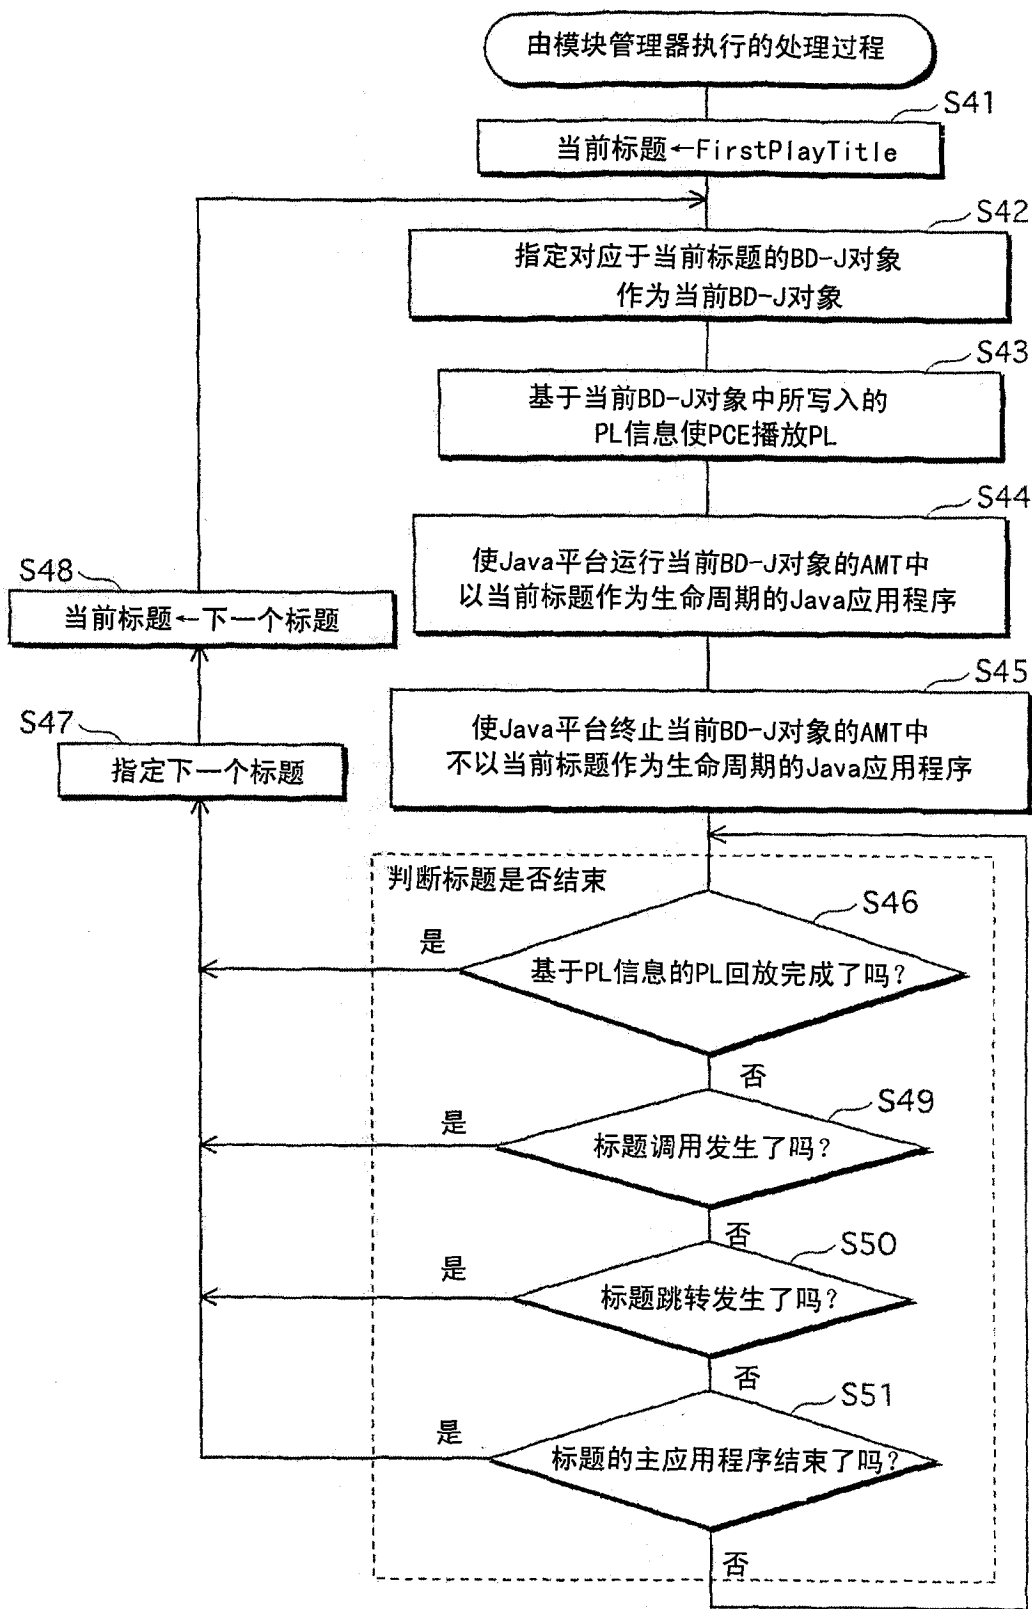 由模块管理器执行的处理过程
S41
当前标题←FirstPlayTitle
S42
指定对应于当前标题的BD-J对象
作为当前BD-J对象
S43
基于当前BD-J对象中所写入的
PL信息使PCE播放PL
S44
使Java平台运行当前BD-J对象的AMT中
以当前标题作为生命周期的Java应用程序
S48
当前标题←下一个标题
S45
使Java平台终止当前BD-J对象的AMT中
不以当前标题作为生命周期的Java应用程序
S47
指定下一个标题
判断标题是否结束
S46
是
基于PL信息的PL回放完成了吗?
否
S49
是
标题调用发生了吗?
否
S50
是
标题跳转发生了吗?
否
S51
是
标题的主应用程序结束了吗?
否